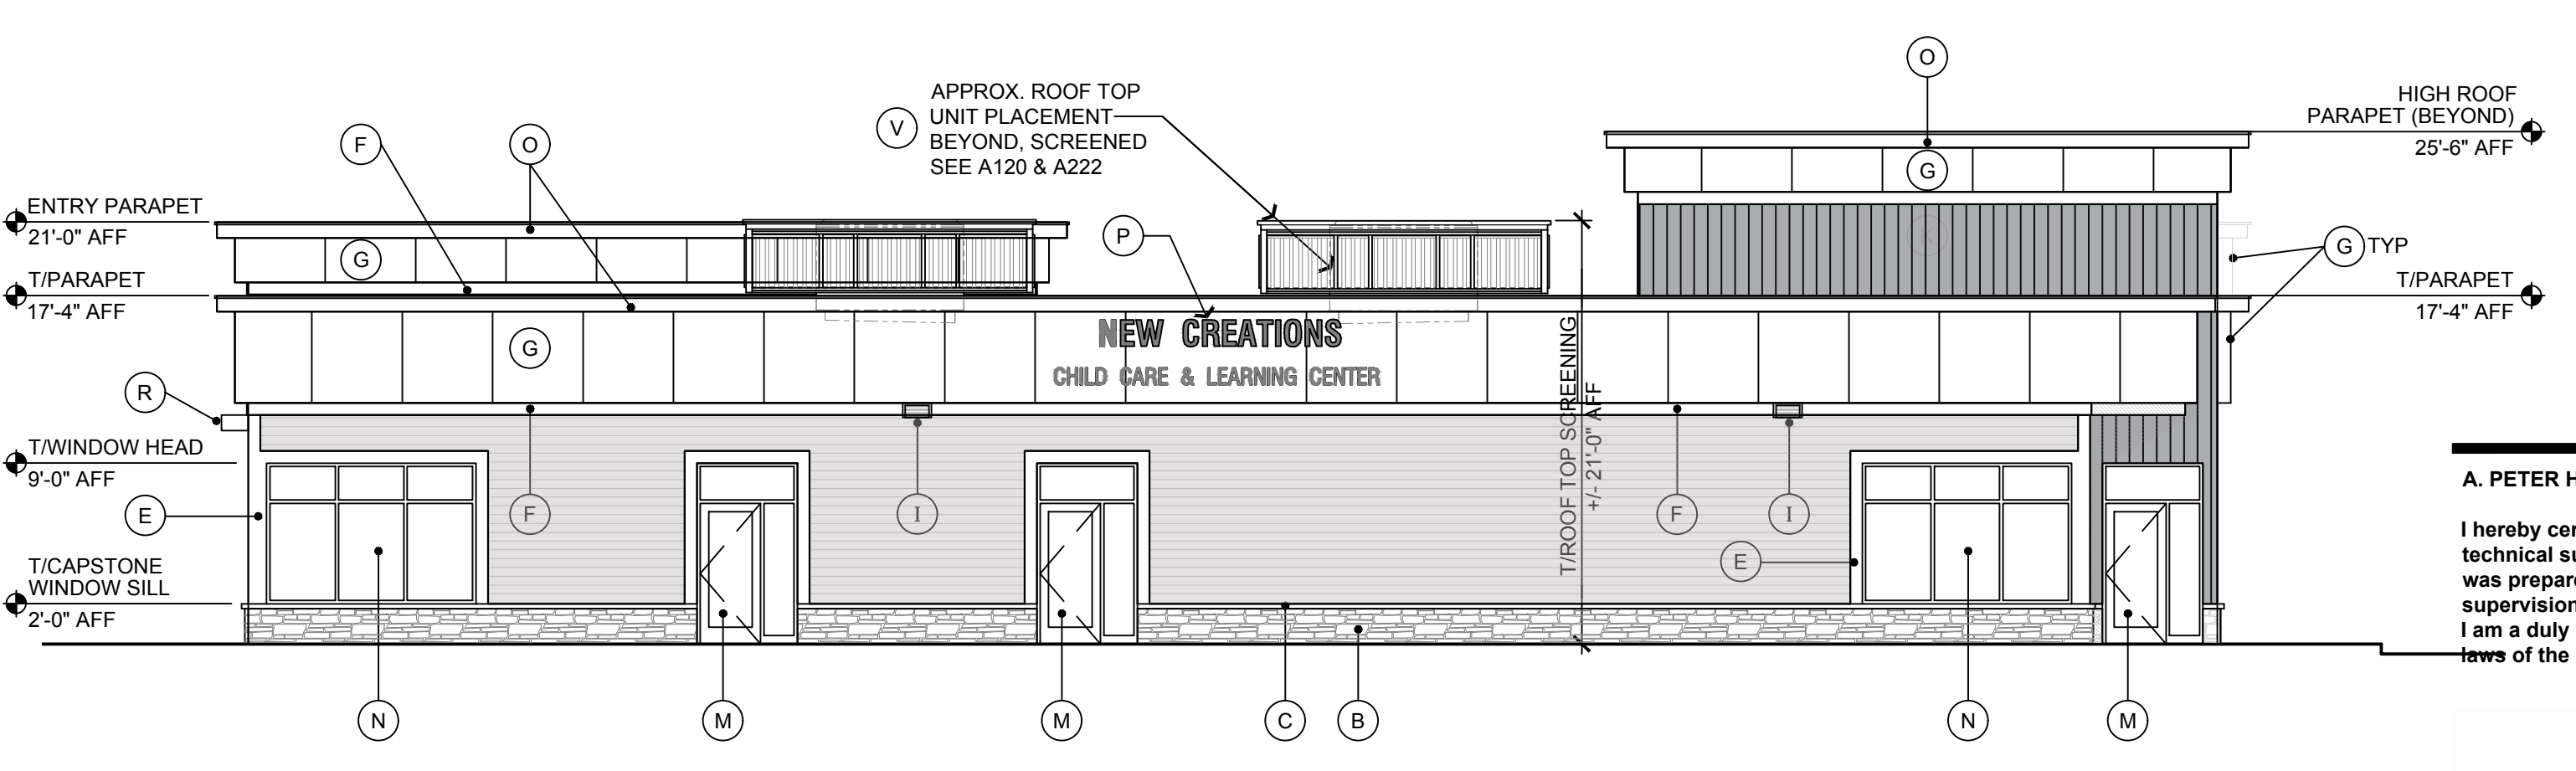 O
HIGH ROOF
PARAPET (BEYOND)
25'-6" AFF
APPROX. ROOF TOP
UNIT PLACEMENT
BEYOND, SCREENED
SEE A120 & A222
V
F
O
G
ENTRY PARAPET
21'-0" AFF
G
P
K
G TYP
T/PARAPET
17'-4" AFF
T/PARAPET
17'-4" AFF
G
NEW CREATIONS
CHILD CARE & LEARNING CENTER
R
T/ROOF TOP SCREENING
+/- 21'-0" AFF
T/WINDOW HEAD
9'-0" AFF
E
F
I
F
I
E
T/CAPSTONE
WINDOW SILL
2'-0" AFF
A. PETER H
I hereby cer
technical su
was prepare
supervision
I am a duly
laws of the
N
M
M
C
B
N
M